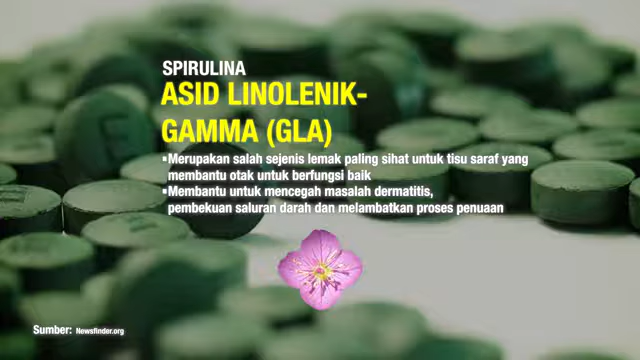 SPIRULINA
ASID LINOLENIK-
GAMMA (GLA)
▪Merupakan salah sejenis lemak paling sihat untuk tisu saraf yang
membantu otak untuk berfungsi baik
▪Membantu untuk mencegah masalah dermatitis,
pembekuan saluran darah dan melambatkan proses penuaan
Sumber: Newsfinder.org